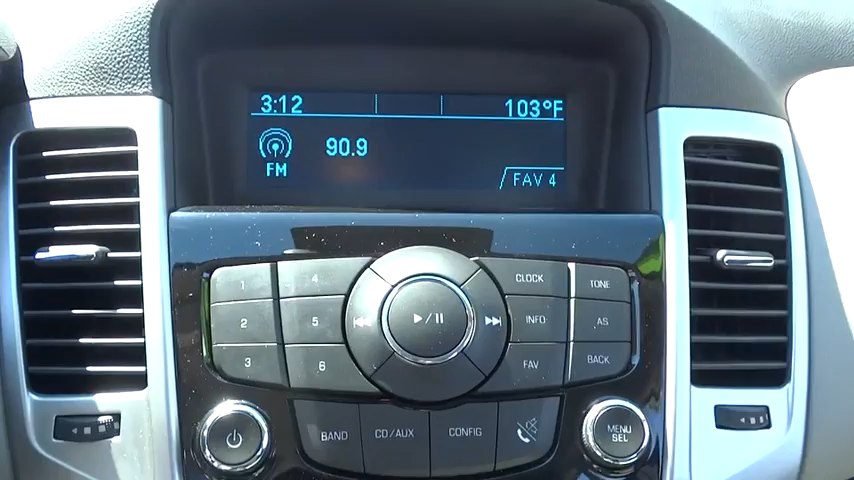 3:12 103°F
90.9
FM FAV 4
1 4 CLOCK TONE
2 5 INFO AS
3 6 FAV BACK
BAND CD/AUX CONFIG MENU
SEL